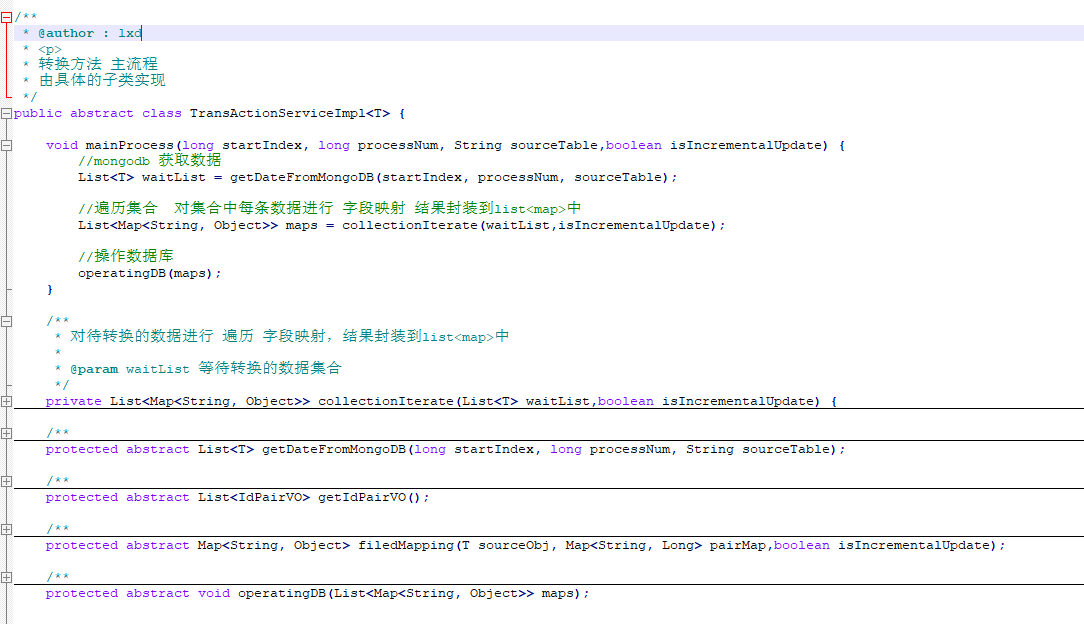 /**
 * @author : lxd
 * <p>
 * 转换方法 主流程
 * 由具体的子类实现
 */
public abstract class TransActionServiceImpl<T> {
    void mainProcess(long startIndex, long processNum, String sourceTable,boolean isIncrementalUpdate) {
        //mongodb 获取数据
        List<T> waitList = getDateFromMongoDB(startIndex, processNum, sourceTable);
        //遍历集合  对集合中每条数据进行 字段映射 结果封装到list<map>中
        List<Map<String, Object>> maps = collectionIterate(waitList,isIncrementalUpdate);
        //操作数据库
        operatingDB(maps);
    }
    /**
     * 对待转换的数据进行 遍历 字段映射，结果封装到list<map>中
     *
     * @param waitList 等待转换的数据集合
     */
    private List<Map<String, Object>> collectionIterate(List<T> waitList,boolean isIncrementalUpdate) {
    /**
    protected abstract List<T> getDateFromMongoDB(long startIndex, long processNum, String sourceTable);
    /**
    protected abstract List<IdPairVO> getIdPairVO();
    /**
    protected abstract Map<String, Object> filedMapping(T sourceObj, Map<String, Long> pairMap,boolean isIncrementalUpdate);
    /**
    protected abstract void operatingDB(List<Map<String, Object>> maps);